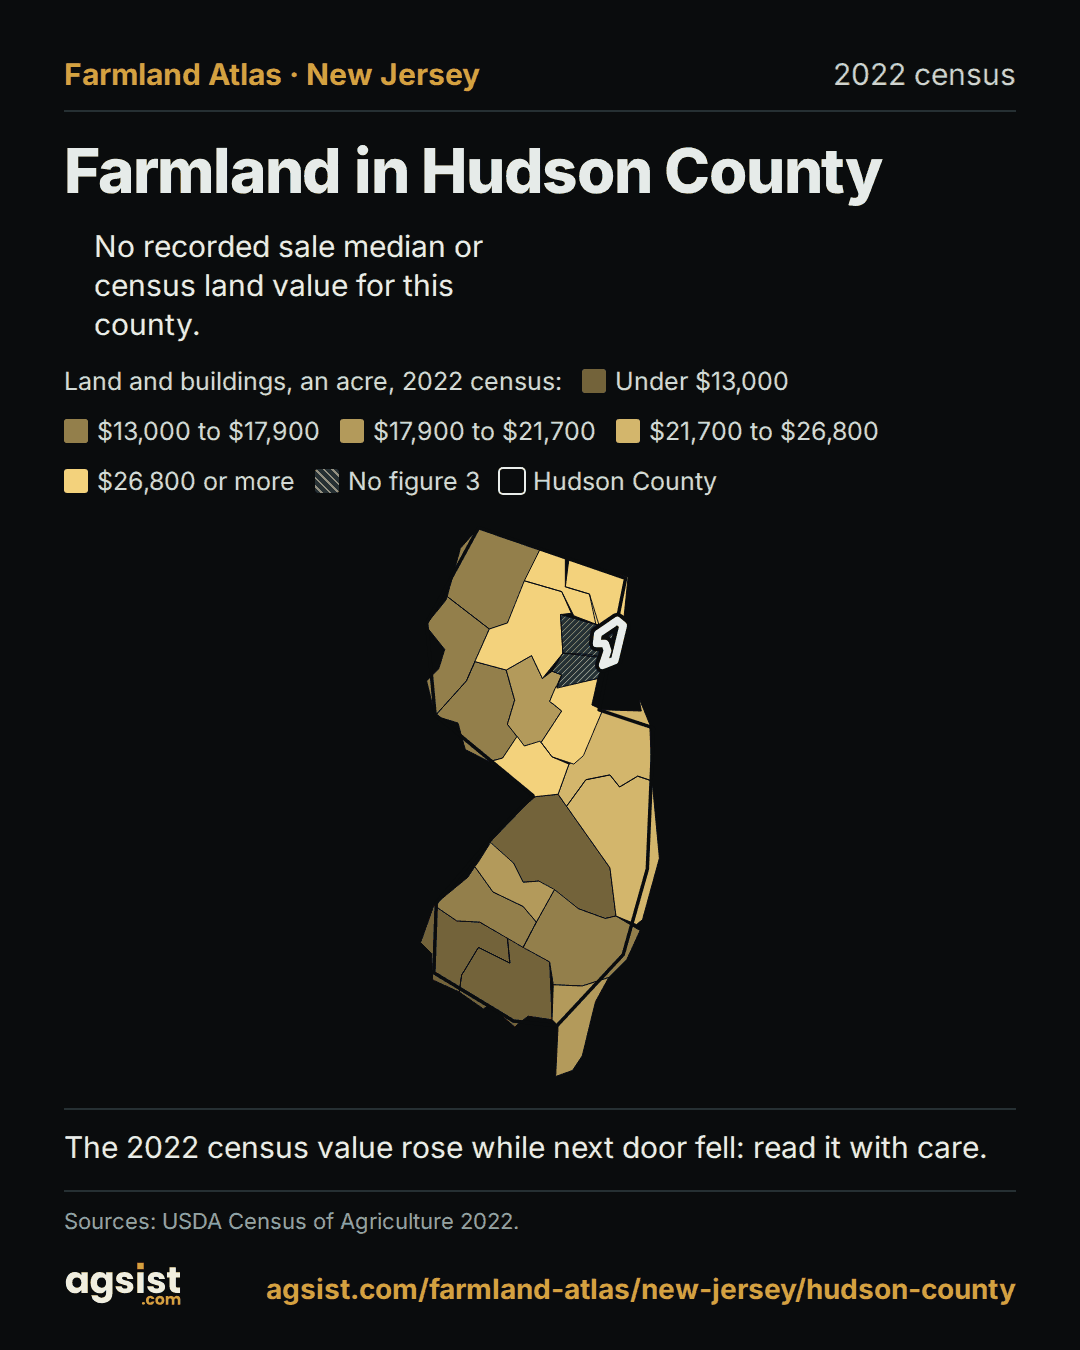 Farmland Atlas · New Jersey
2022 census
Farmland in Hudson County
No recorded sale median or
census land value for this
county.
Land and buildings, an acre, 2022 census: Under $13,000
$13,000 to $17,900 $17,900 to $21,700 $21,700 to $26,800
$26,800 or more No figure 3 Hudson County
The 2022 census value rose while next door fell: read it with care.
Sources: USDA Census of Agriculture 2022.
agsist.com
agsist.com/farmland-atlas/new-jersey/hudson-county